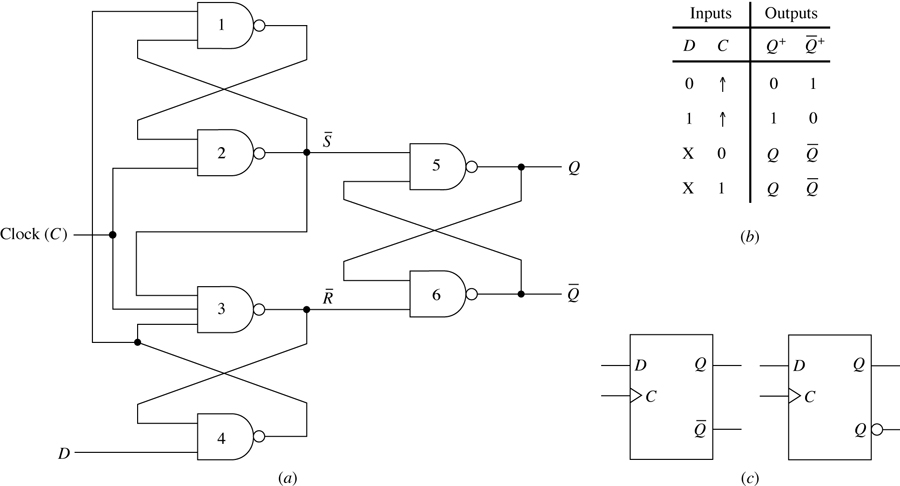 1
2
S̅
Clock (C)
3
R̅
4
D
5
Q
6
Q̅
(a)
Inputs Outputs
D C Q⁺ Q̅⁺
0 ↑ 0 1
1 ↑ 1 0
X 0 Q Q̅
X 1 Q Q̅
(b)
D Q
C
Q̅
D Q
C
Q
(c)